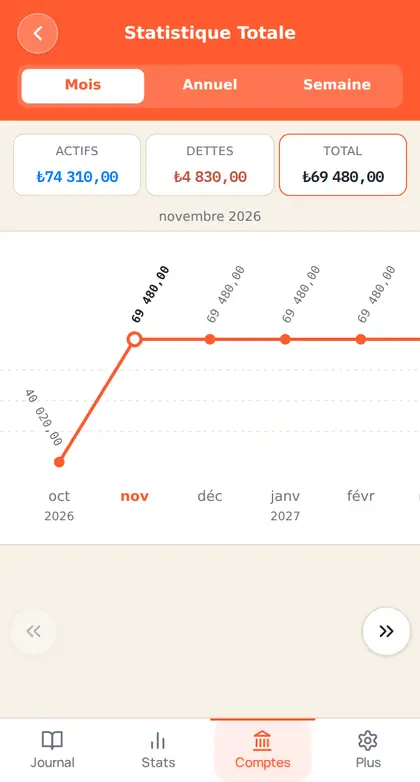 Statistique Totale
Mois Annuel Semaine
ACTIFS DETTES TOTAL
₺74 310,00 ₺4 830,00 ₺69 480,00
novembre 2026
69 480,00 69 480,00 69 480,00 69 480,00
40 020,00
oct nov déc janv févr
2026 2027
Journal Stats Comptes Plus